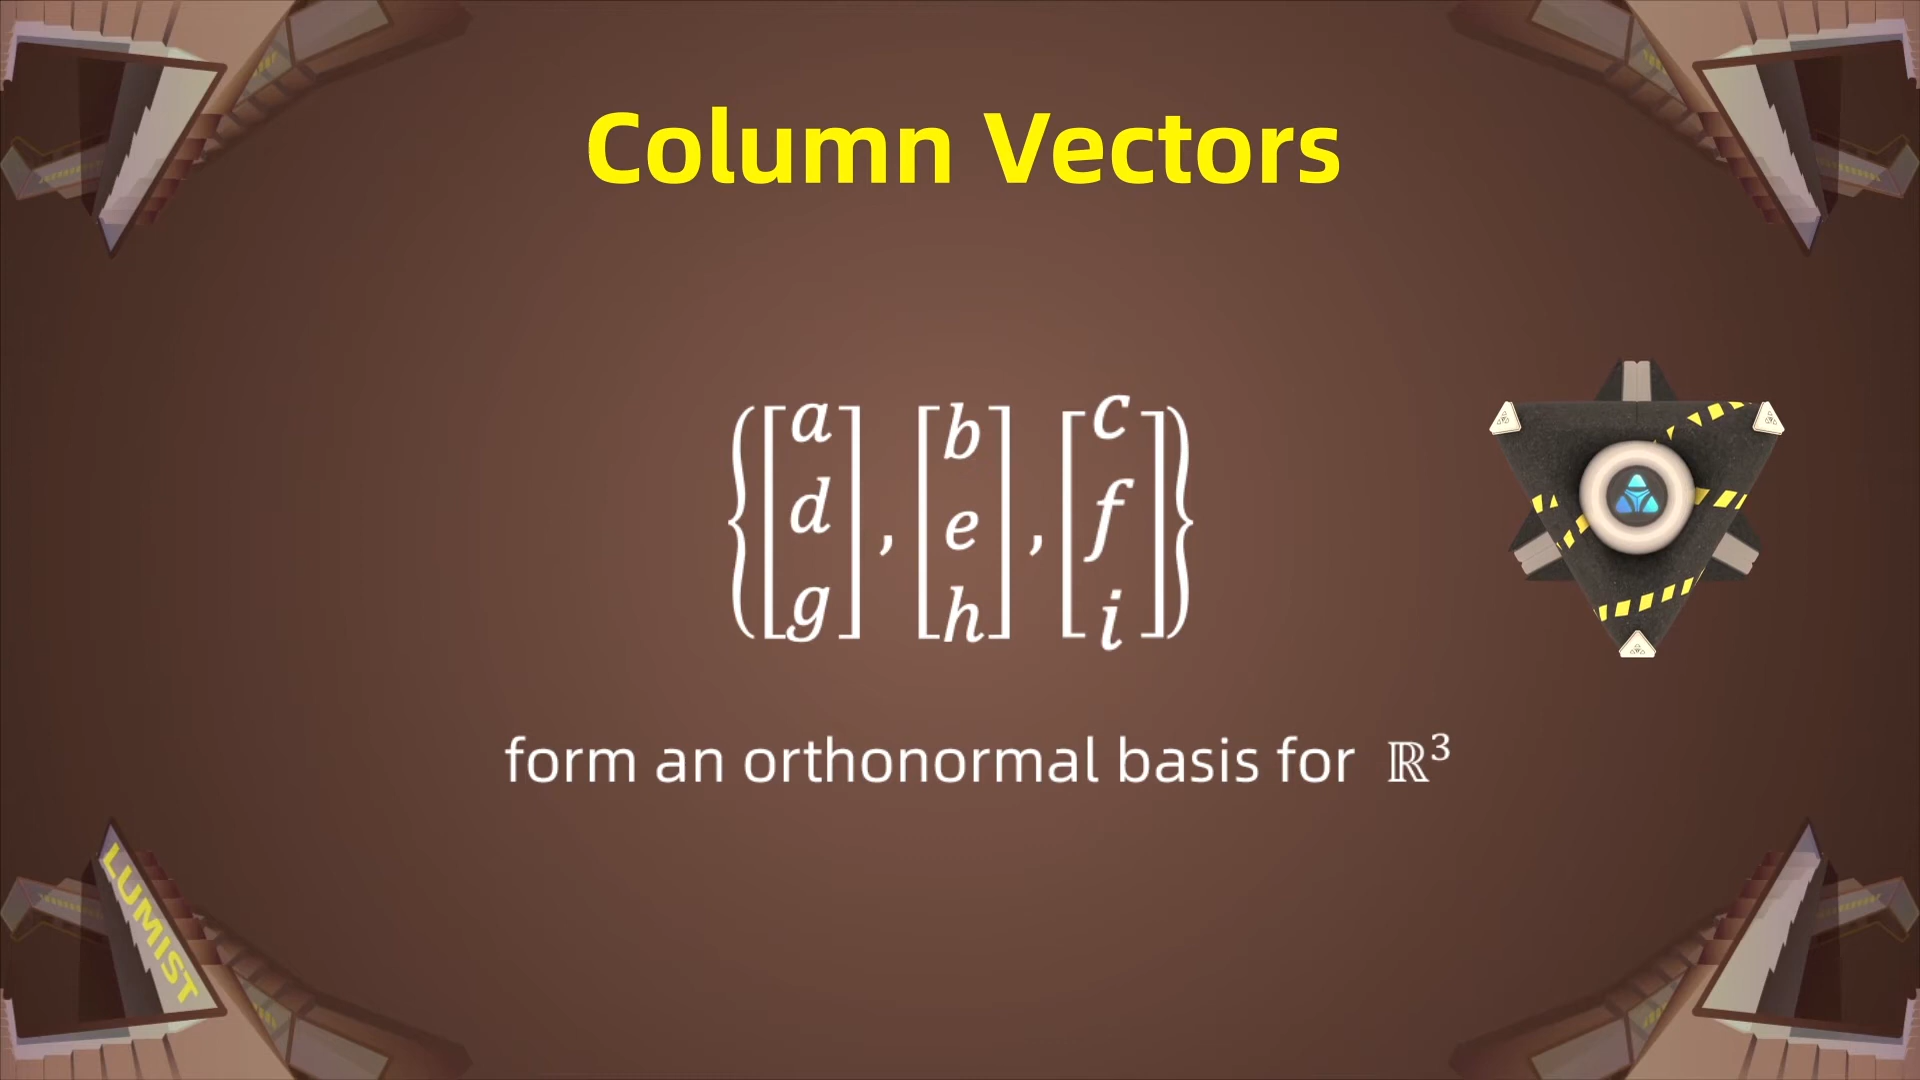 Column Vectors
{[a d g], [b e h], [c f i]}
form an orthonormal basis for ℝ³
LUMIST